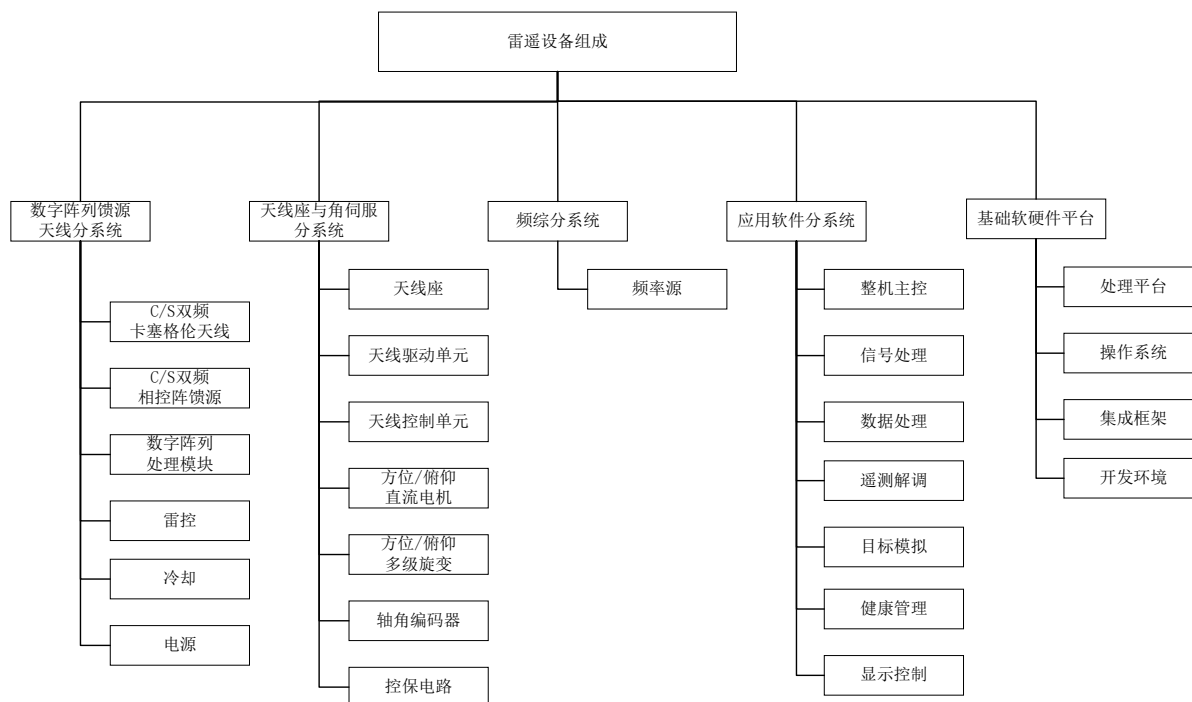 雷遥设备组成
数字阵列馈源
天线分系统
C/S双频
卡塞格伦天线
C/S双频
相控阵馈源
数字阵列
处理模块
雷控
冷却
电源
天线座与角伺服
分系统
天线座
天线驱动单元
天线控制单元
方位/俯仰
直流电机
方位/俯仰
多级旋变
轴角编码器
控保电路
频综分系统
频率源
应用软件分系统
整机主控
信号处理
数据处理
遥测解调
目标模拟
健康管理
显示控制
基础软硬件平台
处理平台
操作系统
集成框架
开发环境